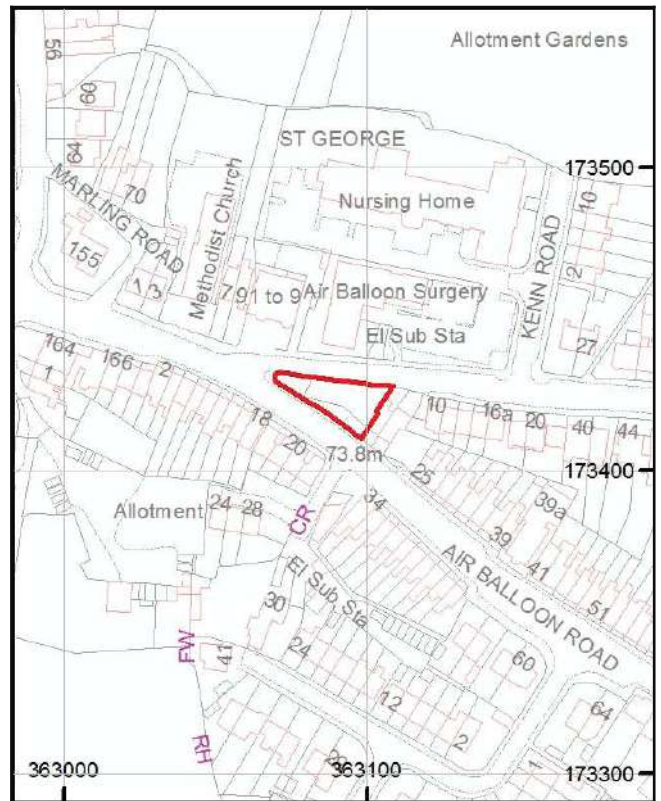 Allotment Gardens
56
60
64
ST GEORGE
173500
MARLING ROAD
70
Methodist Church
Nursing Home
10
155
KENN ROAD
2
1 3
7
91 to 9
Air Balloon Surgery
El Sub Sta
27
164
166
2
1
18
20
10
16a
20
40
44
73.8m
25
173400
Allotment
24
28
CR
34
39a
39
41
AIR BALLOON ROAD
51
El Sub Sta
30
FW
41
24
60
12
64
2
RH
1
363000
363100
173300